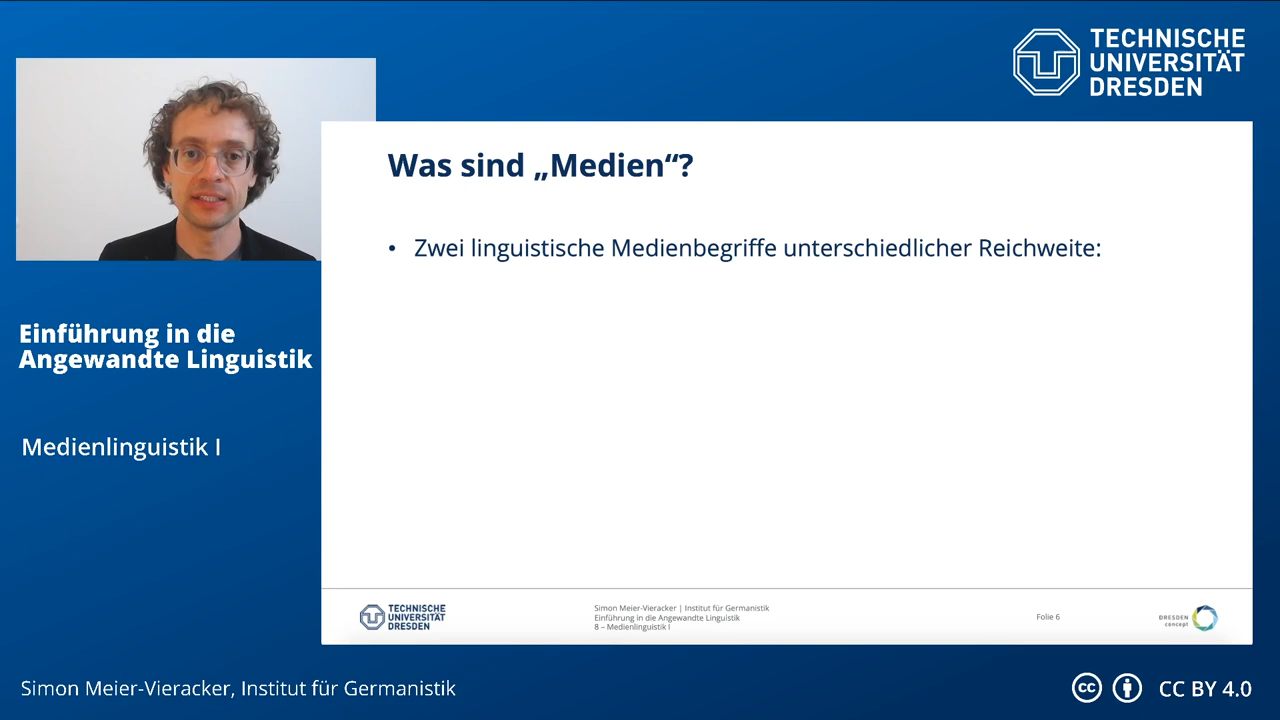 TECHNISCHE
UNIVERSITÄT
DRESDEN
Was sind „Medien“?
• Zwei linguistische Medienbegriffe unterschiedlicher Reichweite:
Einführung in die
Angewandte Linguistik
Medienlinguistik I
TECHNISCHE
UNIVERSITÄT
DRESDEN
Simon Meier-Vieracker | Institut für Germanistik
Einführung in die Angewandte Linguistik
8 – Medienlinguistik I
Folie 6
DRESDEN
concept
Simon Meier-Vieracker, Institut für Germanistik
cc
CC BY 4.0